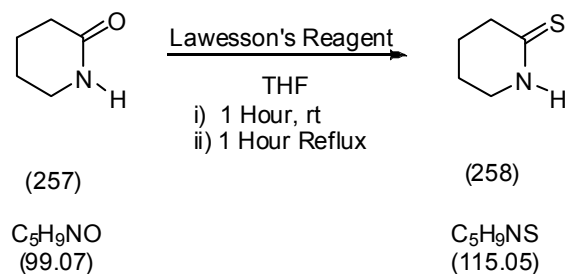 O
N
H
Lawesson's Reagent
THF
i) 1 Hour, rt
ii) 1 Hour Reflux
S
N
H
(257)
(258)
C₅H₉NO
(99.07)
C₅H₉NS
(115.05)